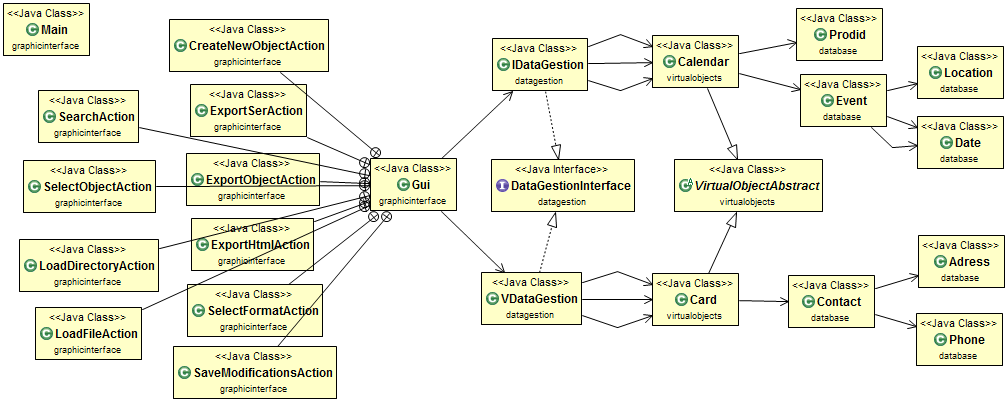 <<Java Class>>
Main
graphicinterface
<<Java Class>>
CreateNewObjectAction
graphicinterface
<<Java Class>>
SearchAction
graphicinterface
<<Java Class>>
ExportSerAction
graphicinterface
<<Java Class>>
SelectObjectAction
graphicinterface
<<Java Class>>
ExportObjectAction
graphicinterface
<<Java Class>>
LoadDirectoryAction
graphicinterface
<<Java Class>>
ExportHtmlAction
graphicinterface
<<Java Class>>
LoadFileAction
graphicinterface
<<Java Class>>
SelectFormatAction
graphicinterface
<<Java Class>>
SaveModificationsAction
graphicinterface
<<Java Class>>
Gui
graphicinterface
<<Java Class>>
IDataGestion
datagestion
<<Java Interface>>
DataGestionInterface
datagestion
<<Java Class>>
VDataGestion
datagestion
<<Java Class>>
Calendar
virtualobjects
<<Java Class>>
VirtualObjectAbstract
virtualobjects
<<Java Class>>
Card
virtualobjects
<<Java Class>>
Prodid
database
<<Java Class>>
Event
database
<<Java Class>>
Location
database
<<Java Class>>
Date
database
<<Java Class>>
Contact
database
<<Java Class>>
Adress
database
<<Java Class>>
Phone
database